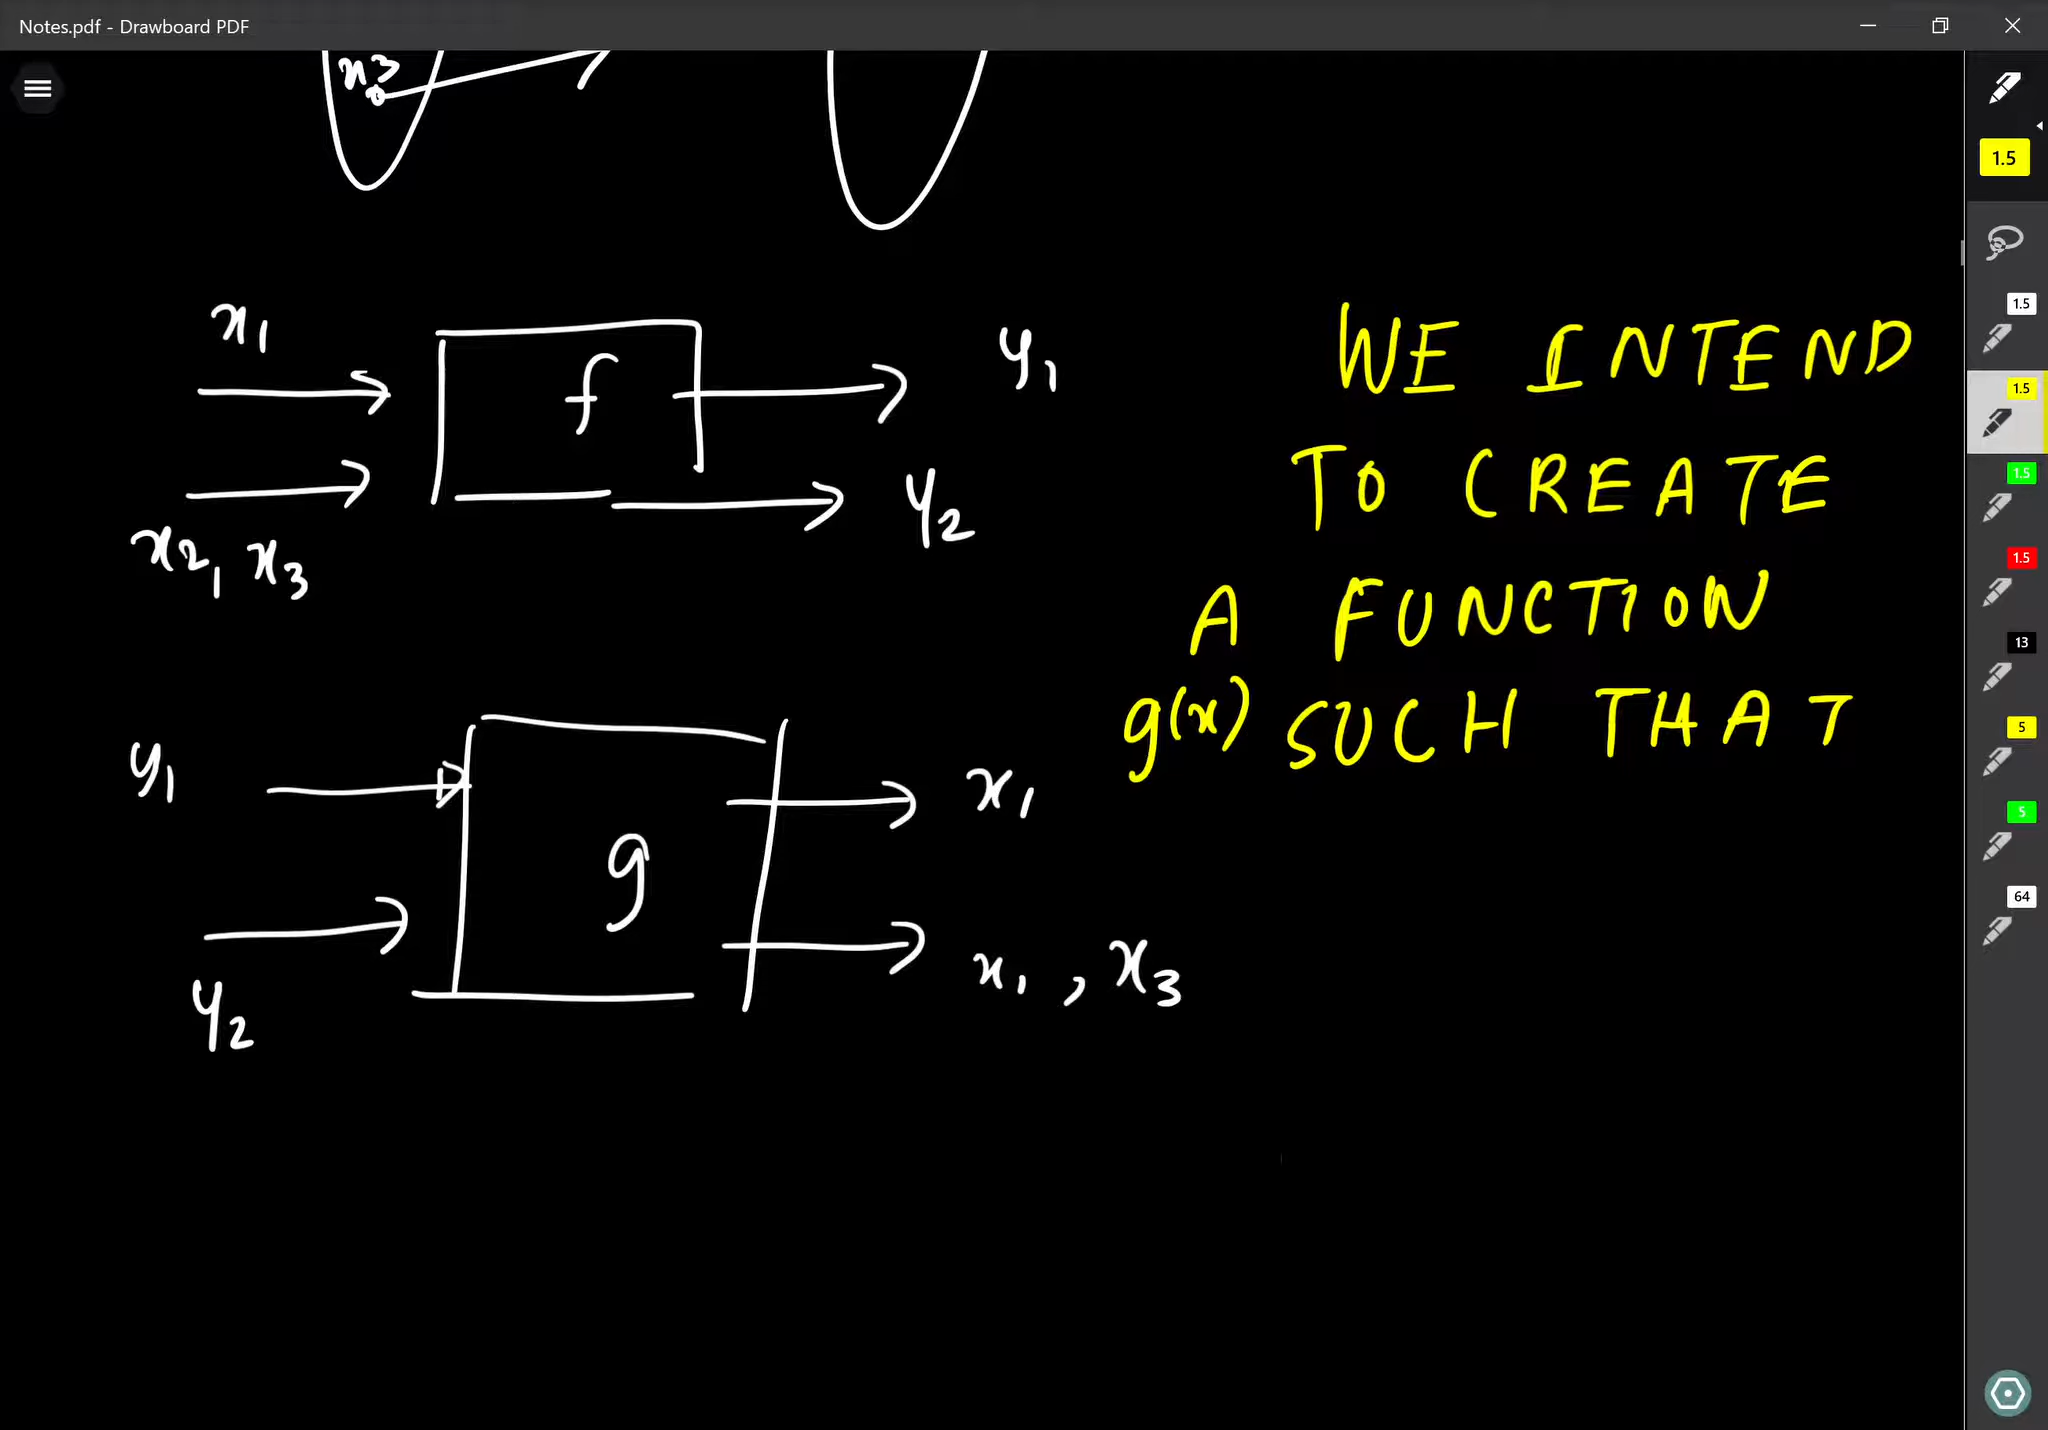 Notes.pdf - Drawboard PDF
x3
x1
y1
f
y2
x2, x3
WE INTEND
TO CREATE
A FUNCTION
g(x) SUCH THAT
y1
x1
g
y2
x1, x3
1.5
1.5
1.5
1.5
1.5
13
5
5
64